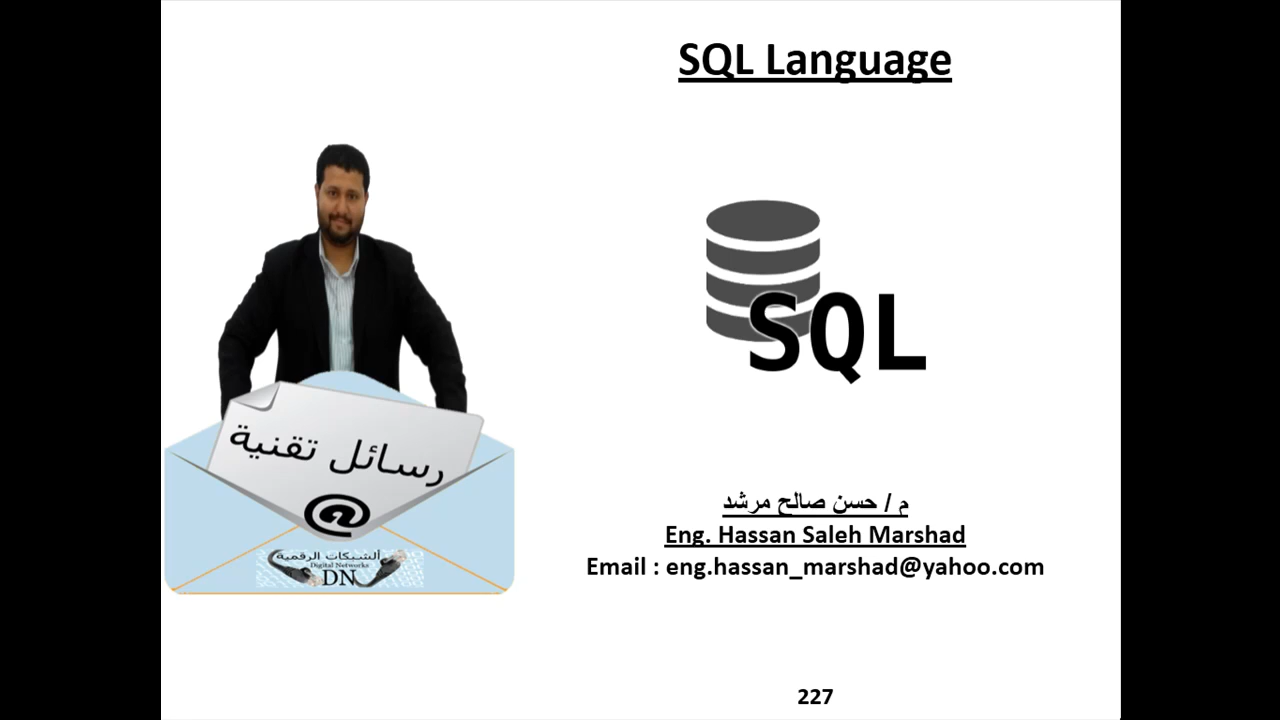 SQL Language
SQL
رسائل تقنية
@
الشبكات الرقمية
Digital Networks
DN
م / حسن صالح مرشد
Eng. Hassan Saleh Marshad
Email : eng.hassan_marshad@yahoo.com
227